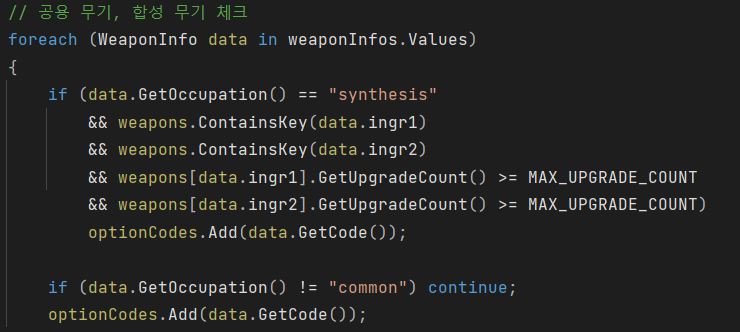 // 공용 무기, 합성 무기 체크
foreach (WeaponInfo data in weaponInfos.Values)
{
    if (data.GetOccupation() == "synthesis"
        && weapons.ContainsKey(data.ingr1)
        && weapons.ContainsKey(data.ingr2)
        && weapons[data.ingr1].GetUpgradeCount() >= MAX_UPGRADE_COUNT
        && weapons[data.ingr2].GetUpgradeCount() >= MAX_UPGRADE_COUNT)
        optionCodes.Add(data.GetCode());

    if (data.GetOccupation() != "common") continue;
    optionCodes.Add(data.GetCode());